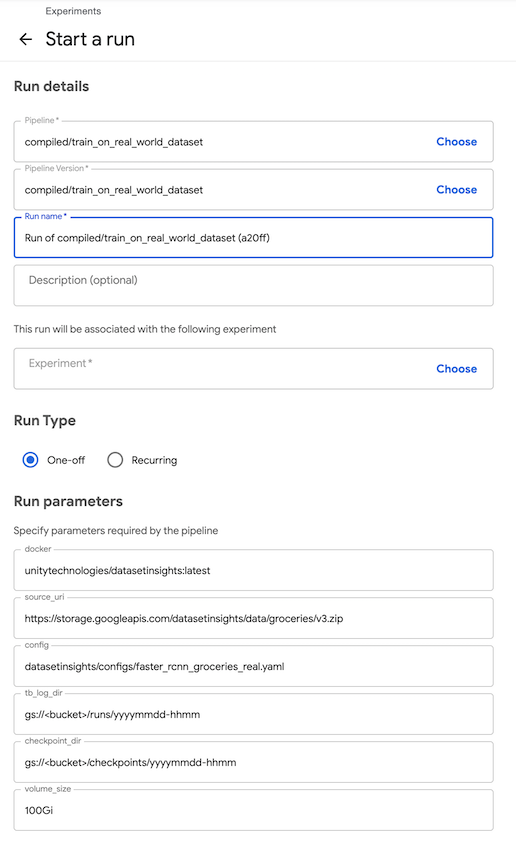 Experiments
Start a run
Run details
Pipeline*
compiled/train_on_real_world_dataset
Choose
Pipeline Version*
compiled/train_on_real_world_dataset
Choose
Run name*
Run of compiled/train_on_real_world_dataset (a20ff)
Description (optional)
This run will be associated with the following experiment
Experiment*
Choose
Run Type
One-off
Recurring
Run parameters
Specify parameters required by the pipeline
docker
unitytechnologies/datasetinsights:latest
source_uri
https://storage.googleapis.com/datasetinsights/data/groceries/v3.zip
config
datasetinsights/configs/faster_rcnn_groceries_real.yaml
tb_log_dir
gs://<bucket>/runs/yyyymmdd-hhmm
checkpoint_dir
gs://<bucket>/checkpoints/yyyymmdd-hhmm
volume_size
100Gi